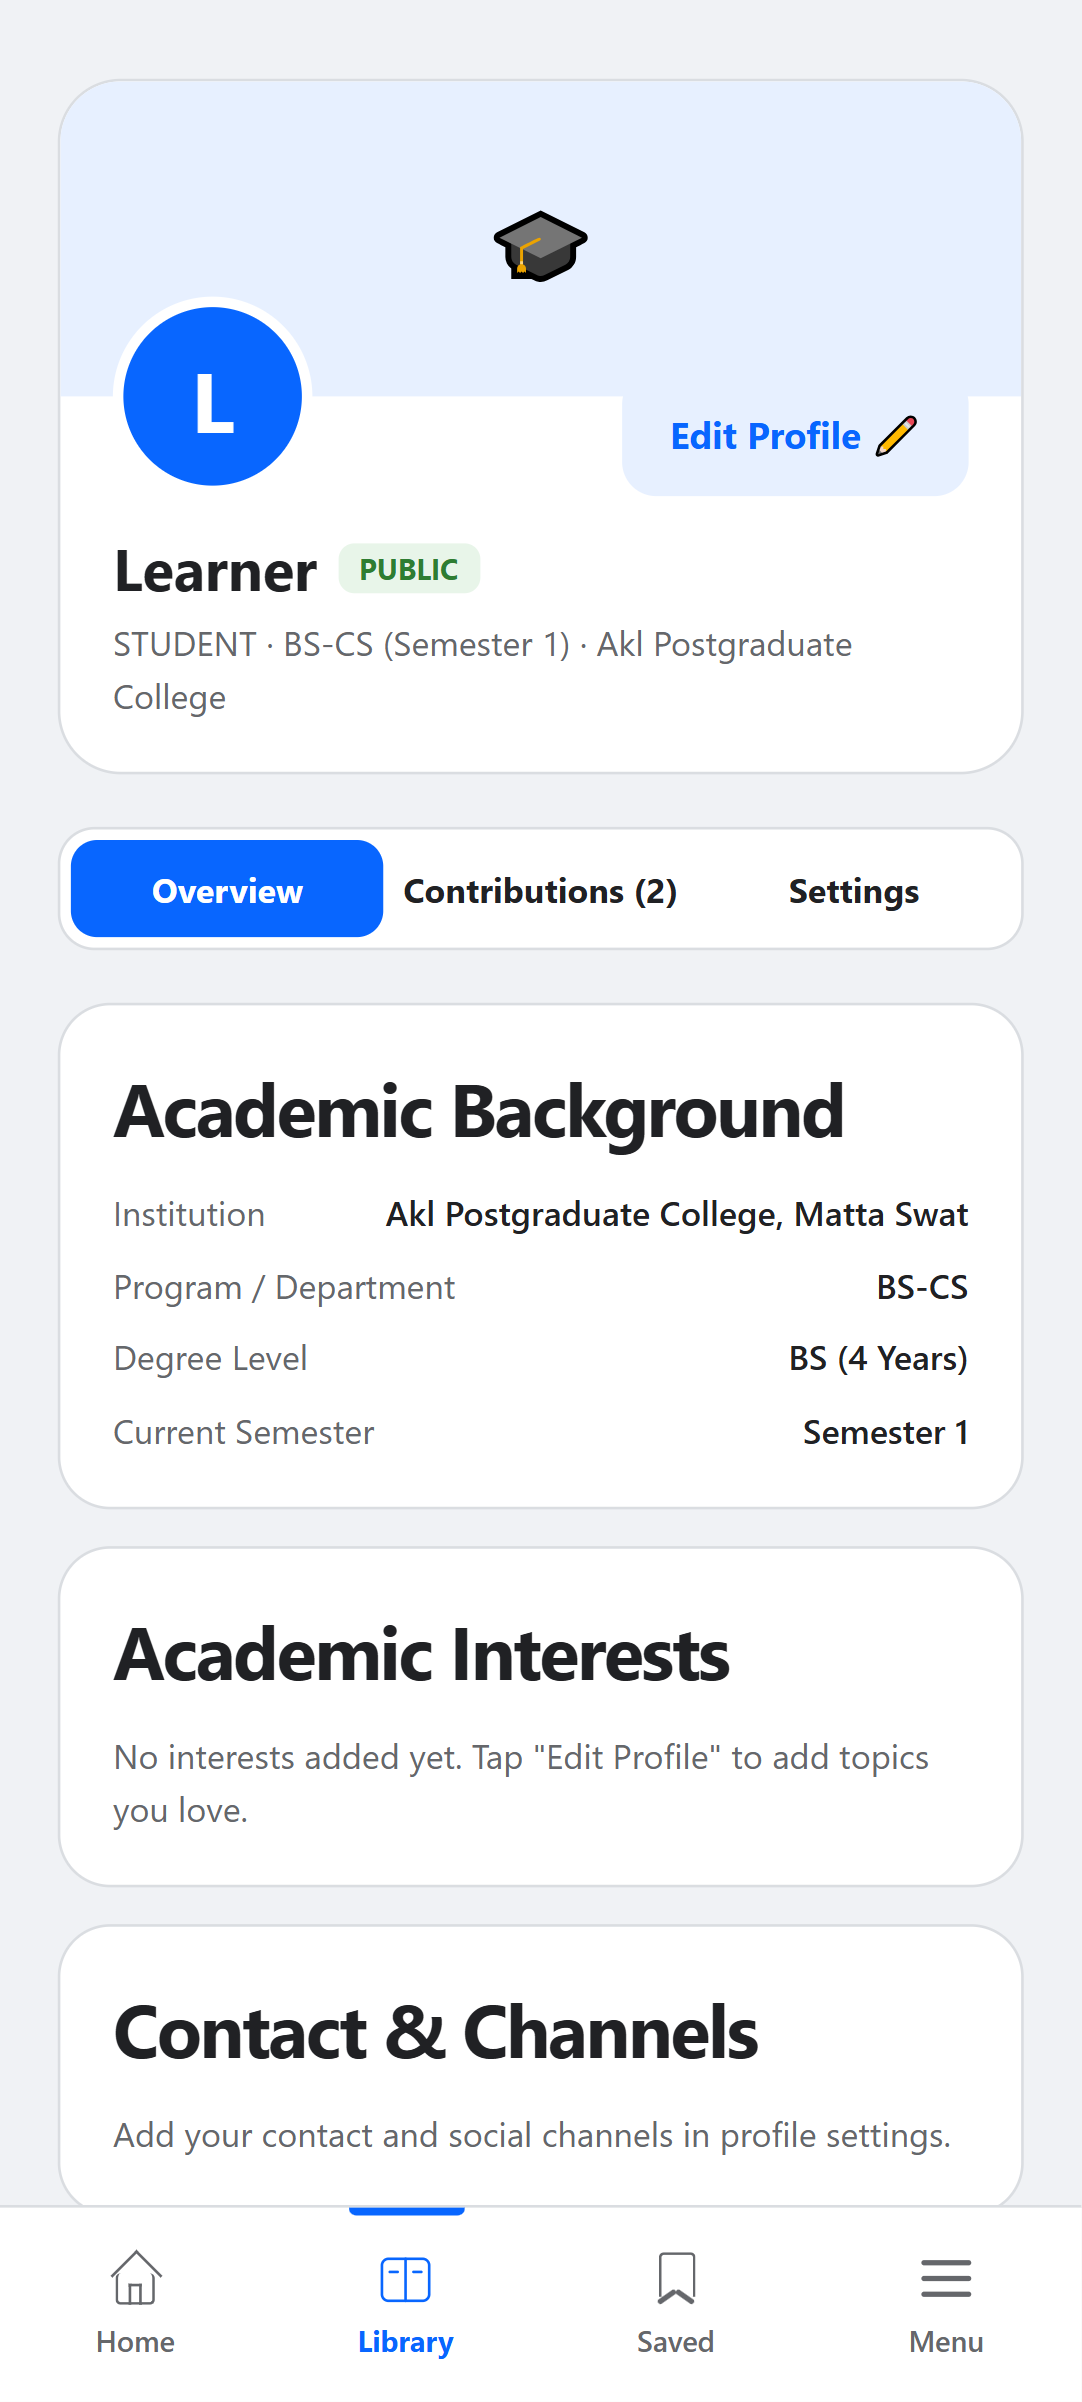 L
Edit Profile
Learner PUBLIC
STUDENT · BS-CS (Semester 1) · Akl Postgraduate
College
Overview Contributions (2) Settings
Academic Background
Institution Akl Postgraduate College, Matta Swat
Program / Department BS-CS
Degree Level BS (4 Years)
Current Semester Semester 1
Academic Interests
No interests added yet. Tap "Edit Profile" to add topics
you love.
Contact & Channels
Add your contact and social channels in profile settings.
Home Library Saved Menu